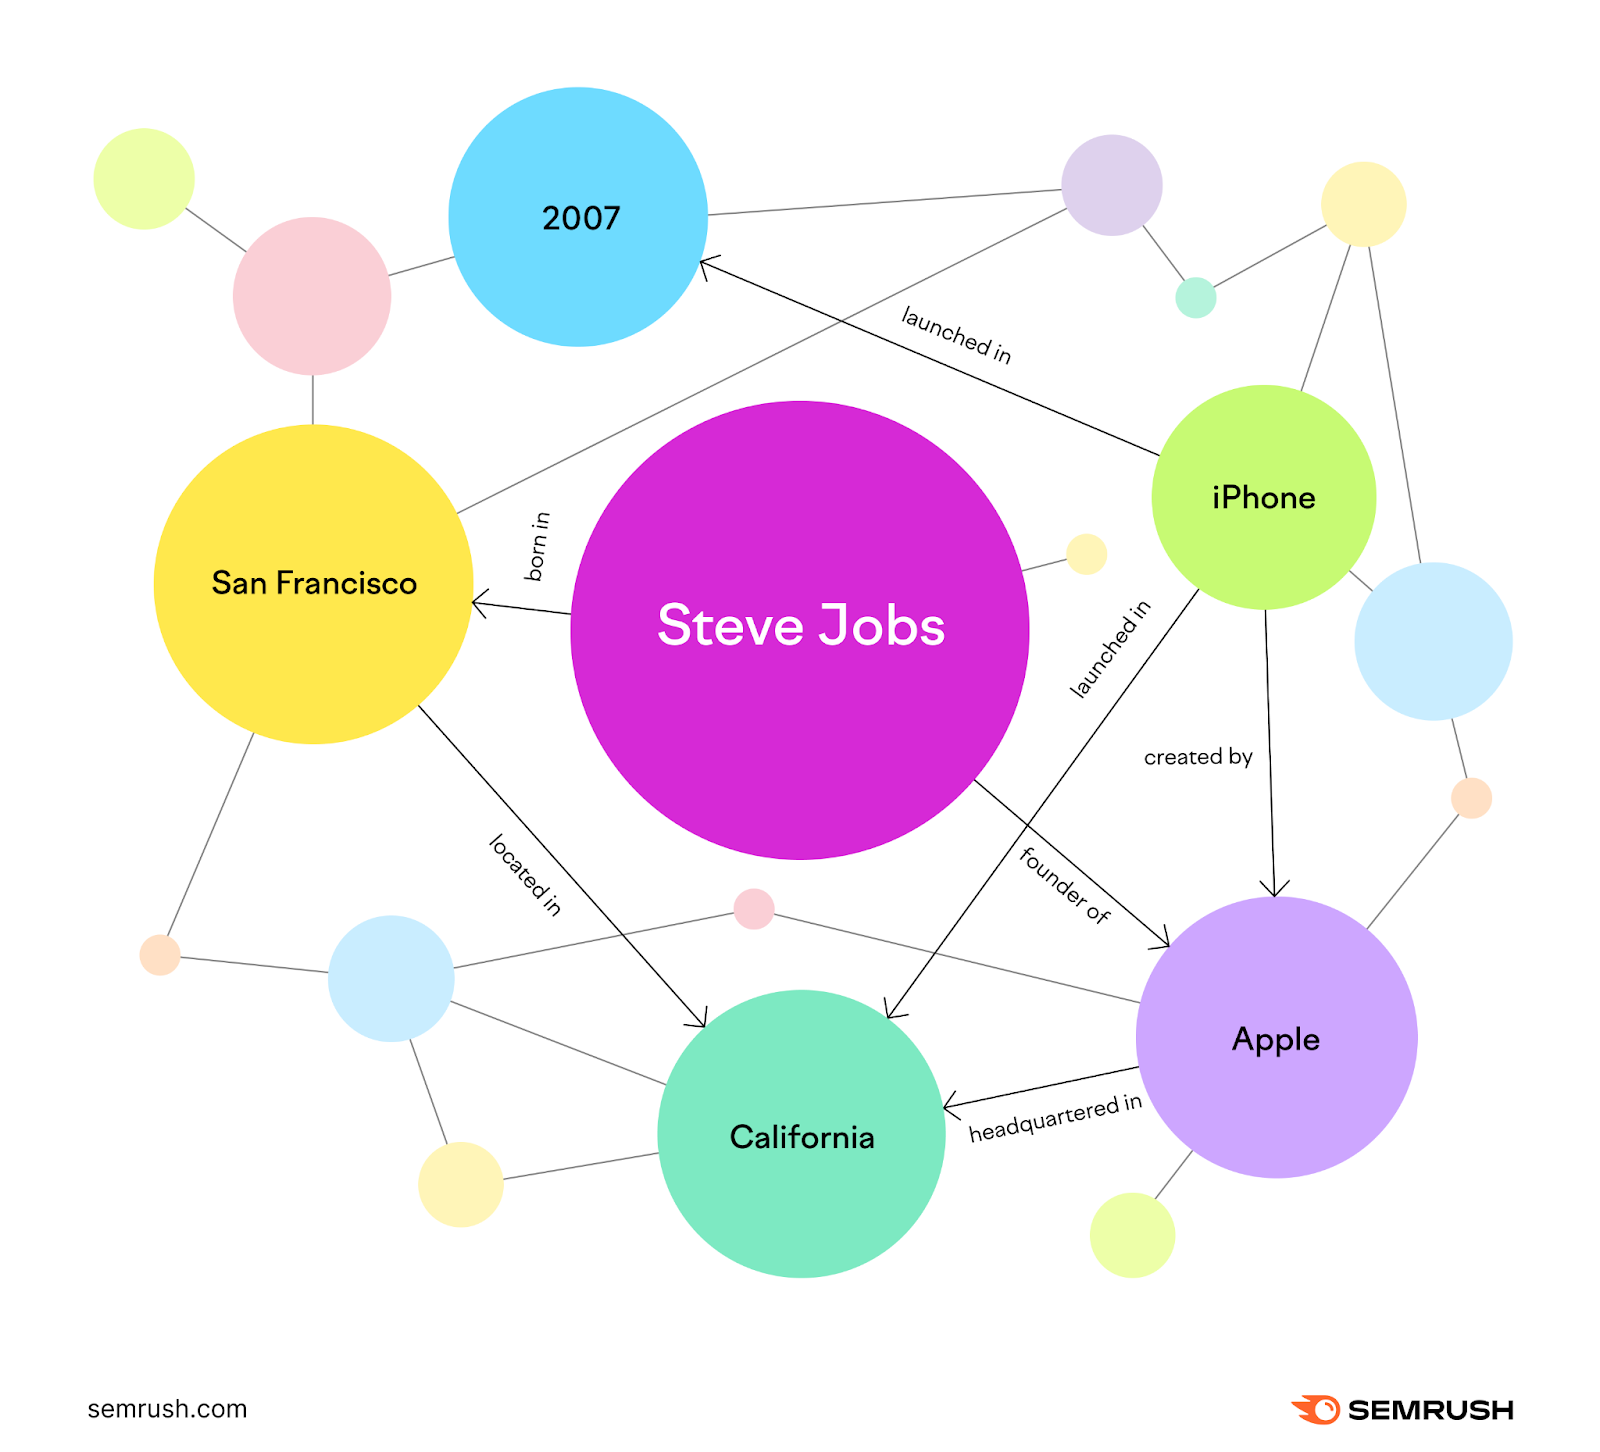 2007
launched in
iPhone
born in
San Francisco
Steve Jobs
launched in
created by
located in
founder of
Apple
headquartered in
California
semrush.com
SEMRUSH